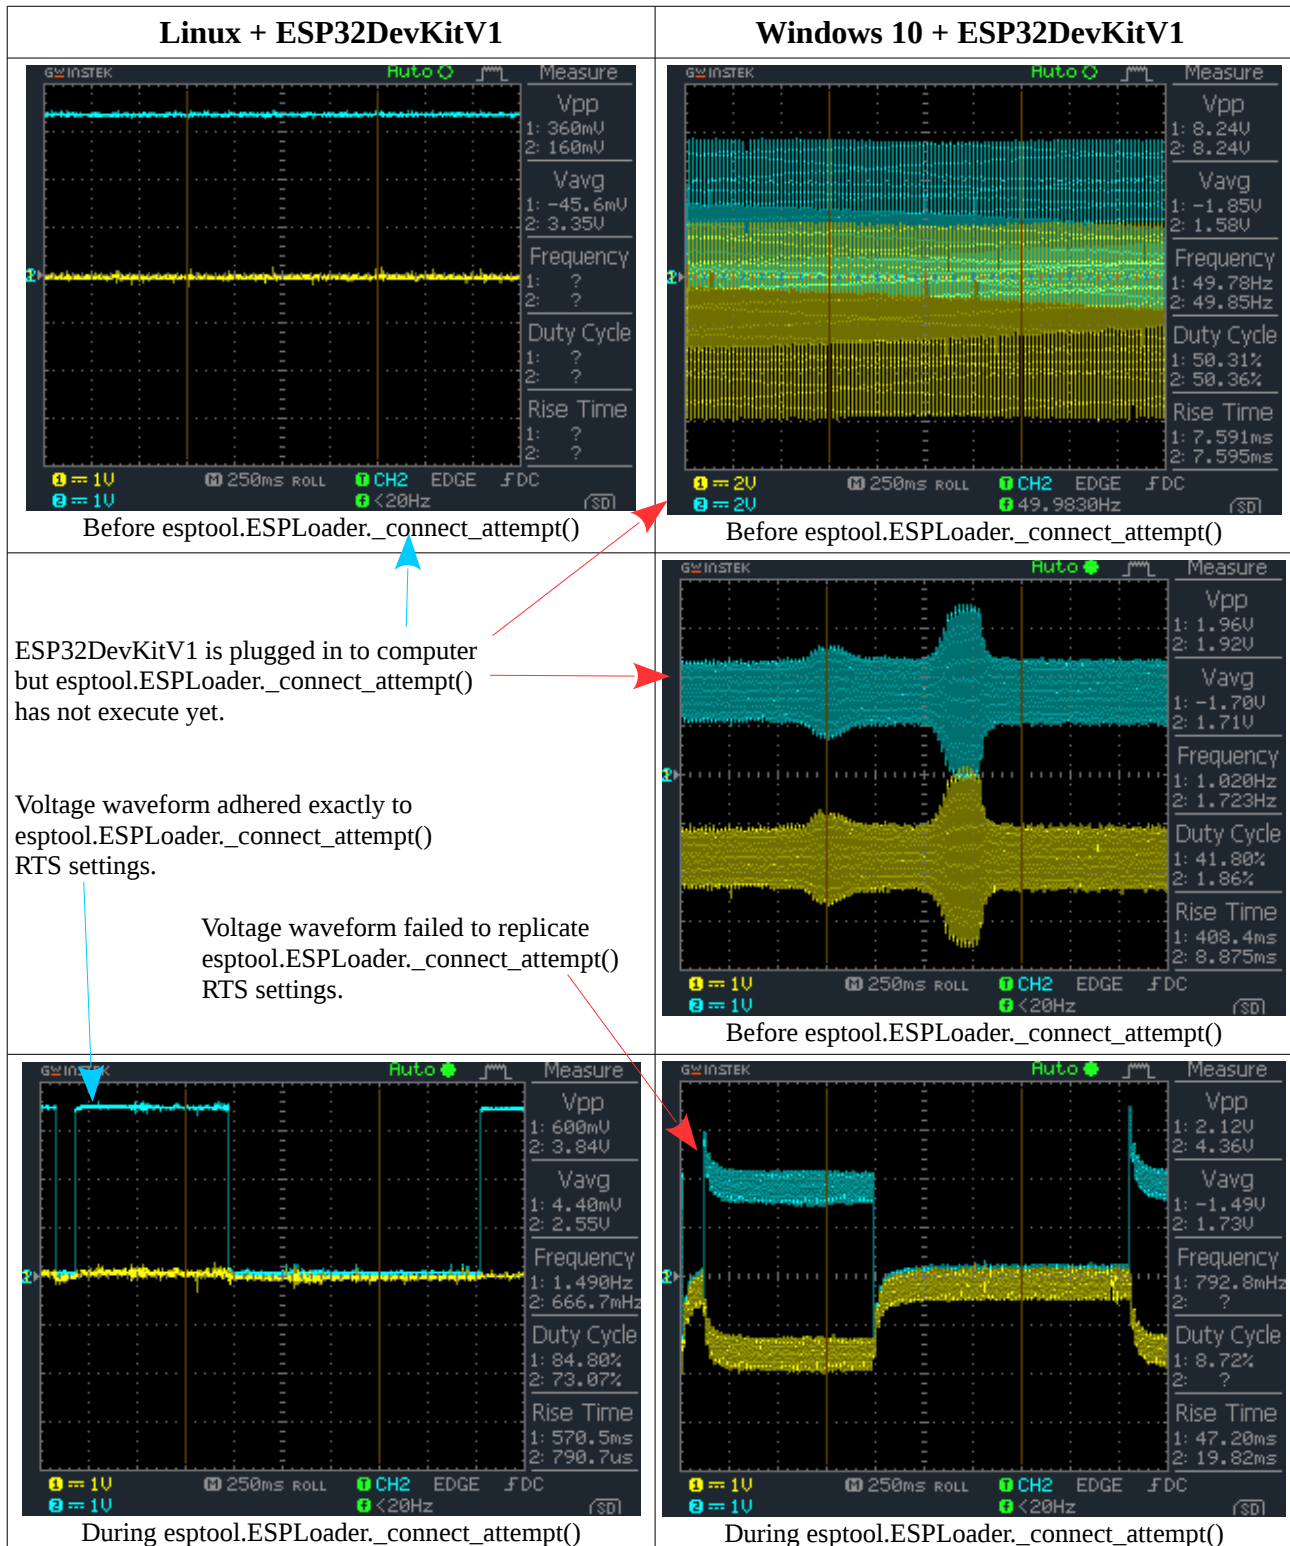 Linux + ESP32DevKitV1
Windows 10 + ESP32DevKitV1
GWINSTEK
Auto
Measure
Vpp
1: 360mV
2: 160mV
Vavg
1: -45.6mV
2: 3.35V
Frequency
1: ?
2: ?
Duty Cycle
1: ?
2: ?
Rise Time
1: ?
2: ?
1 == 1V
M 250ms ROLL
T CH2 EDGE DC
2 == 1V
f <20Hz
SD
Before esptool.ESPLoader._connect_attempt()
GWINSTEK
Auto
Measure
Vpp
1: 8.24V
2: 8.24V
Vavg
1: -1.85V
2: 1.58V
Frequency
1: 49.78Hz
2: 49.85Hz
Duty Cycle
1: 50.31%
2: 50.36%
Rise Time
1: 7.591ms
2: 7.595ms
1 == 2V
M 250ms ROLL
T CH2 EDGE DC
2 == 2V
f 49.9830Hz
SD
Before esptool.ESPLoader._connect_attempt()
ESP32DevKitV1 is plugged in to computer
but esptool.ESPLoader._connect_attempt()
has not execute yet.
Voltage waveform adhered exactly to
esptool.ESPLoader._connect_attempt()
RTS settings.
Voltage waveform failed to replicate
esptool.ESPLoader._connect_attempt()
RTS settings.
GWINSTEK
Auto
Measure
Vpp
1: 1.96V
2: 1.92V
Vavg
1: -1.70V
2: 1.71V
Frequency
1: 1.020Hz
2: 1.723Hz
Duty Cycle
1: 41.80%
2: 1.86%
Rise Time
1: 408.4ms
2: 8.875ms
1 == 1V
M 250ms ROLL
T CH2 EDGE DC
2 == 1V
f <20Hz
SD
Before esptool.ESPLoader._connect_attempt()
GWINSTEK
Auto
Measure
Vpp
1: 600mV
2: 3.84V
Vavg
1: 4.40mV
2: 2.55V
Frequency
1: 1.490Hz
2: 666.7mHz
Duty Cycle
1: 84.80%
2: 73.07%
Rise Time
1: 570.5ms
2: 790.7us
1 == 1V
M 250ms ROLL
T CH2 EDGE DC
2 == 1V
f <20Hz
SD
During esptool.ESPLoader._connect_attempt()
GWINSTEK
Auto
Measure
Vpp
1: 2.12V
2: 4.36V
Vavg
1: -1.49V
2: 1.73V
Frequency
1: 792.8mHz
2: ?
Duty Cycle
1: 8.72%
2: ?
Rise Time
1: 47.20ms
2: 19.82ms
1 == 1V
M 250ms ROLL
T CH2 EDGE DC
2 == 1V
f <20Hz
SD
During esptool.ESPLoader._connect_attempt()